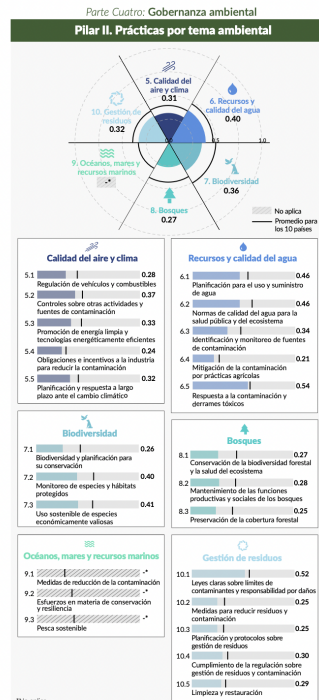 Parte Cuatro: Gobernanza ambiental
Pilar II. Prácticas por tema ambiental
5. Calidad del
aire y clima
0.31
6. Recursos y
calidad del agua
0.40
10. Gestión de
residuos
0.32
0.0
0.5
1.0
9. Océanos, mares y
recursos marinos
-*
7. Biodiversidad
0.36
8. Bosques
0.27
No aplica
Promedio para
los 10 países
Calidad del aire y clima
5.1 0.28
Regulación de vehículos y combustibles
5.2 0.37
Controles sobre otras actividades y
fuentes de contaminación
5.3 0.33
Promoción de energía limpia y
tecnologías energéticamente eficientes
5.4 0.24
Obligaciones e incentivos a la industria
para reducir la contaminación
5.5 0.32
Planificación y respuesta a largo
plazo ante el cambio climático
Recursos y calidad del agua
6.1 0.46
Planificación para el uso y suministro
de agua
6.2 0.46
Normas de calidad del agua para la
salud pública y del ecosistema
6.3 0.34
Identificación y monitoreo de fuentes
de contaminación
6.4 0.21
Mitigación de la contaminación
por prácticas agrícolas
6.5 0.54
Respuesta a la contaminación y
derrames tóxicos
Biodiversidad
7.1 0.26
Biodiversidad y planificación para
su conservación
7.2 0.40
Monitoreo de especies y hábitats
protegidos
7.3 0.41
Uso sostenible de especies
económicamente valiosas
Bosques
8.1 0.27
Conservación de la biodiversidad forestal
y la salud del ecosistema
8.2 0.28
Mantenimiento de las funciones
productivas y sociales de los bosques
8.3 0.25
Preservación de la cobertura forestal
Océanos, mares y recursos marinos
9.1 -*
Medidas de reducción de la contaminación
9.2 -*
Esfuerzos en materia de conservación
y resiliencia
9.3 -*
Pesca sostenible
Gestión de residuos
10.1 0.52
Leyes claras sobre límites de
contaminantes y responsabilidad por daños
10.2 0.25
Medidas para reducir residuos y
contaminación
10.3 0.25
Planificación y protocolos sobre
gestión de residuos
10.4 0.30
Cumplimiento de la regulación sobre
gestión de residuos y contaminación
10.5 0.29
Limpieza y restauración